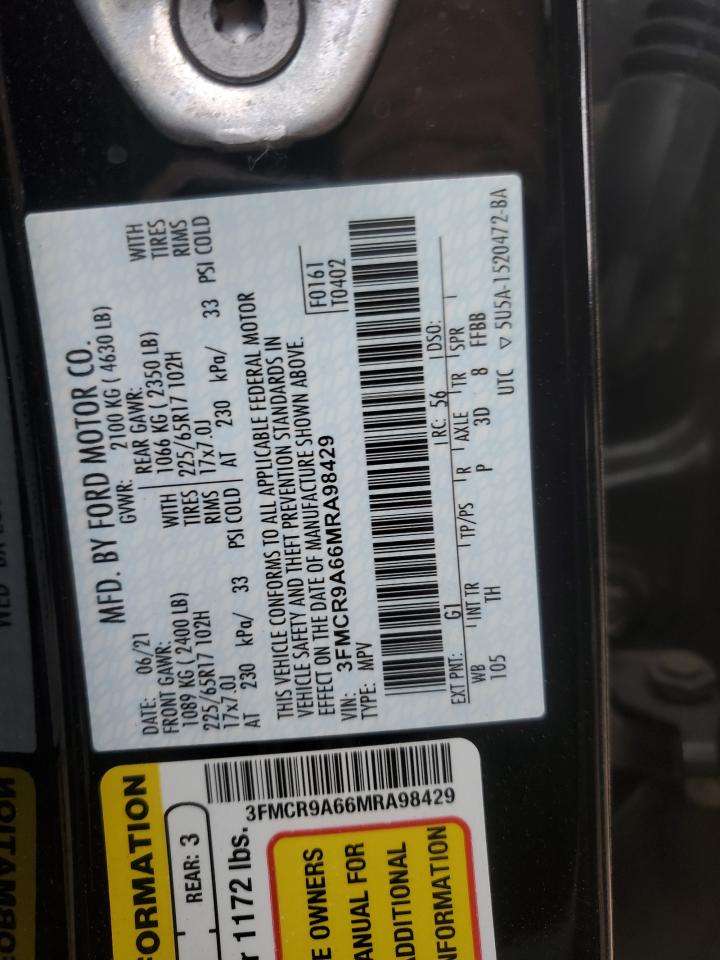 MFD. BY FORD MOTOR CO.
DATE: 06/21 GVWR: 2100 KG ( 4630 LB)
FRONT GAWR: REAR GAWR:
1089 KG ( 2400 LB) WITH 1066 KG ( 2350 LB) WITH
225/65R17 102H TIRES 225/65R17 102H TIRES
17x7.0J RIMS 17x7.0J RIMS
AT 230 kPa/ 33 PSI COLD AT 230 kPa/ 33 PSI COLD
THIS VEHICLE CONFORMS TO ALL APPLICABLE FEDERAL MOTOR
VEHICLE SAFETY AND THEFT PREVENTION STANDARDS IN
EFFECT ON THE DATE OF MANUFACTURE SHOWN ABOVE.
VIN: 3FMCR9A66MRA98429 F0161
TYPE: MPV T0402
EXT PNT: G1 RC: 56 DSO:
WB INT TR TP/PS R AXLE TR SPR
105 TH P 3D 8 FFBB
UTC ▽ 5U5A-1520472-BA
FORMATION
REAR: 3
r 1172 lbs.
3FMCR9A66MRA98429
E OWNERS
ANUAL FOR
ADDITIONAL
NFORMATION